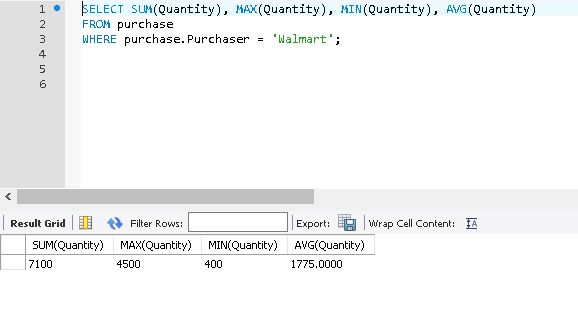 1 SELECT SUM(Quantity), MAX(Quantity), MIN(Quantity), AVG(Quantity)
2 FROM purchase
3 WHERE purchase.Purchaser = 'Walmart';
4
5
6
Result Grid Filter Rows: Export: Wrap Cell Content: IA
SUM(Quantity) MAX(Quantity) MIN(Quantity) AVG(Quantity)
7100 4500 400 1775.0000